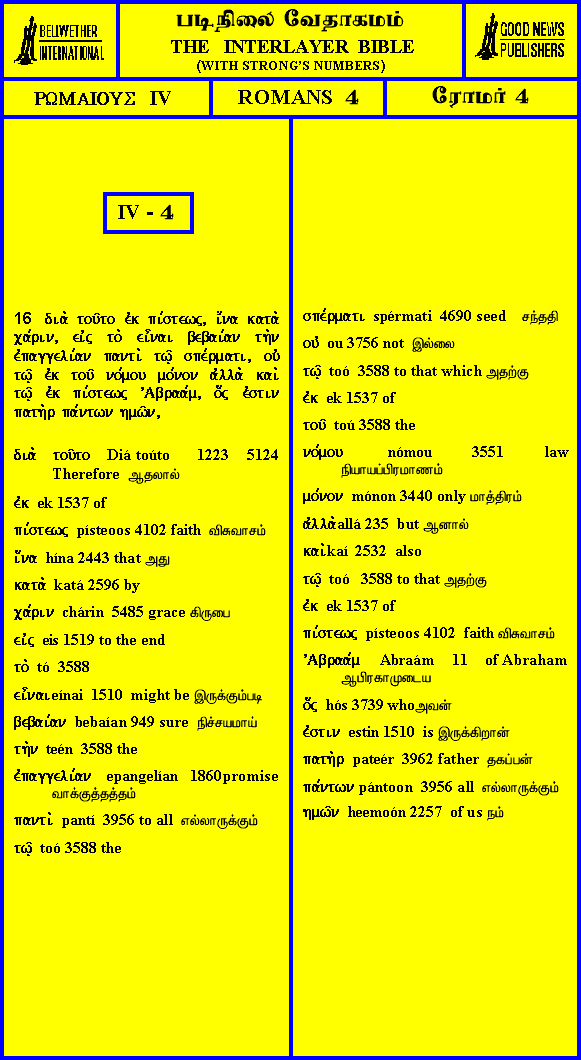 BELIWETHER
INTERNATIONAL
படிநிலை வேதாகமம்
THE INTERLAYER BIBLE
(WITH STRONG'S NUMBERS)
GOOD NEWS
PUBLISHERS
ΡΩΜΑΙΟΥΣ IV
ROMANS 4
ரோமர் 4
IV - 4
16 διὰ τοῦτο ἐκ πίστεως, ἵνα κατὰ
χάριν, εἰς τὸ εἶναι βεβαίαν τὴν
ἐπαγγελίαν παντὶ τῷ σπέρματι, οὐ
τῷ ἐκ τοῦ νόμου μόνον ἀλλὰ καὶ
τῷ ἐκ πίστεως Ἀβραάμ, ὅς ἐστιν
πατὴρ πάντων ημῶν,
διὰ τοῦτο Diá toúto 1223 5124
Therefore ஆதலால்
ἐκ ek 1537 of
πίστεως písteoos 4102 faith விசுவாசம்
ἵνα hína 2443 that அது
κατὰ katá 2596 by
χάριν chárin 5485 grace கிருபை
εἰς eis 1519 to the end
τὸ tó 3588
εἶναι eínai 1510 might be இருக்கும்படி
βεβαίαν bebaían 949 sure நிச்சயமாய்
τὴν teén 3588 the
ἐπαγγελίαν epangelían 1860promise
வாக்குத்தத்தம்
παντὶ pantí 3956 to all எல்லாருக்கும்
τῷ toó 3588 the
σπέρματι spérmati 4690 seed சந்ததி
οὐ ou 3756 not இல்லை
τῷ toó 3588 to that which அதற்கு
ἐκ ek 1537 of
τοῦ toú 3588 the
νόμου nómou 3551 law
நியாயப்பிரமாணம்
μόνον mónon 3440 only மாத்திரம்
ἀλλὰ allá 235 but ஆனால்
καὶ kaí 2532 also
τῷ toó 3588 to that அதற்கு
ἐκ ek 1537 of
πίστεως písteoos 4102 faith விசுவாசம்
Ἀβραάμ Abraám 11 of Abraham
ஆபிரகாமுடைய
ὅς hós 3739 who அவன்
ἐστιν estin 1510 is இருக்கிறான்
πατὴρ pateér 3962 father தகப்பன்
πάντων pántoon 3956 all எல்லாருக்கும்
ημῶν heemoón 2257 of us நம்